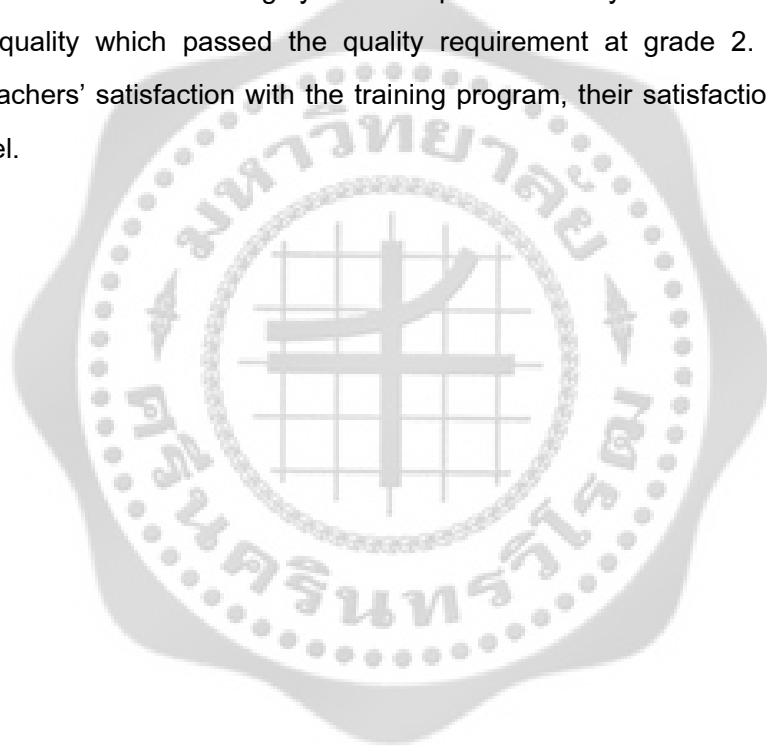 quality which passed the quality requirement at grade 2.
achers' satisfaction with the training program, their satisfactio
el.
มหาวิทยาลัย
ศรีนครินทรวิโรฒ